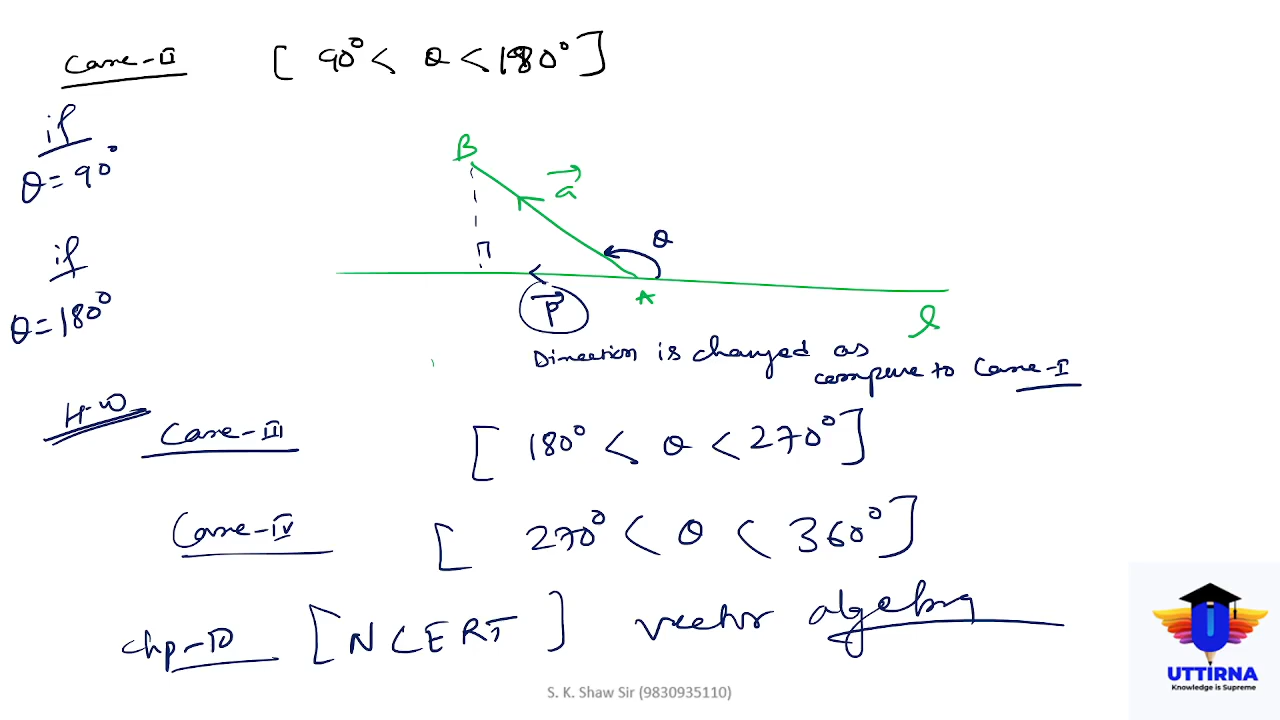 Case-II [ 90° < θ < 180° ]
if
θ = 90°
B
a
θ
if
θ = 180°
P
A
l
Direction is changed as
compare to Case-I
H.W
Case-III [ 180° < θ < 270° ]
Case-IV [ 270° < θ < 360° ]
chp-10 [NCERT] vector algebra
UTTIRNA
Knowledge is Supreme
S. K. Shaw Sir (9830935110)